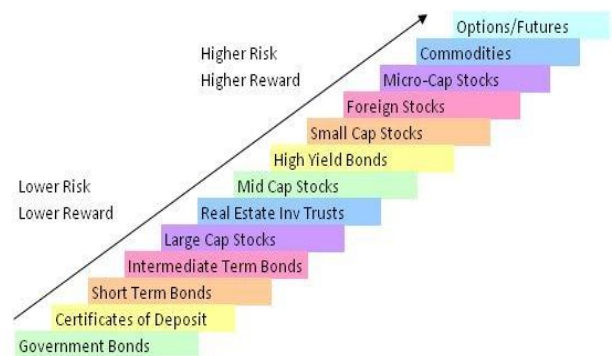 Options/Futures
Higher Risk
Commodities
Higher Reward
Micro-Cap Stocks
Foreign Stocks
Small Cap Stocks
High Yield Bonds
Lower Risk
Mid Cap Stocks
Lower Reward
Real Estate Inv Trusts
Large Cap Stocks
Intermediate Term Bonds
Short Term Bonds
Certificates of Deposit
Government Bonds